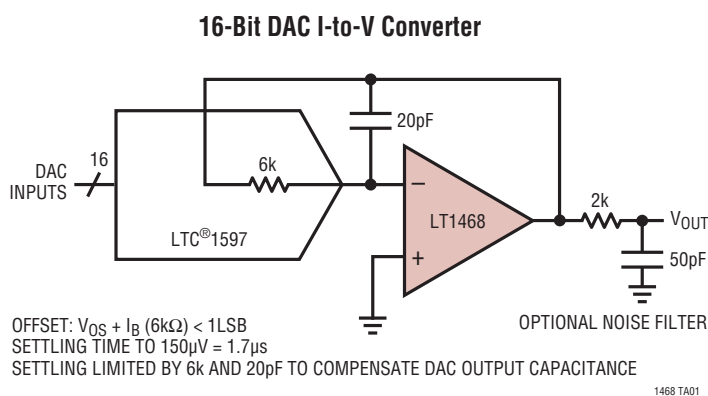 16-Bit DAC I-to-V Converter
20pF
16
DAC
INPUTS
6k
LTC®1597
−
LT1468
+
2k
VOUT
50pF
OPTIONAL NOISE FILTER
OFFSET: VOS + IB (6kΩ) < 1LSB
SETTLING TIME TO 150µV = 1.7µs
SETTLING LIMITED BY 6k AND 20pF TO COMPENSATE DAC OUTPUT CAPACITANCE
1468 TA01